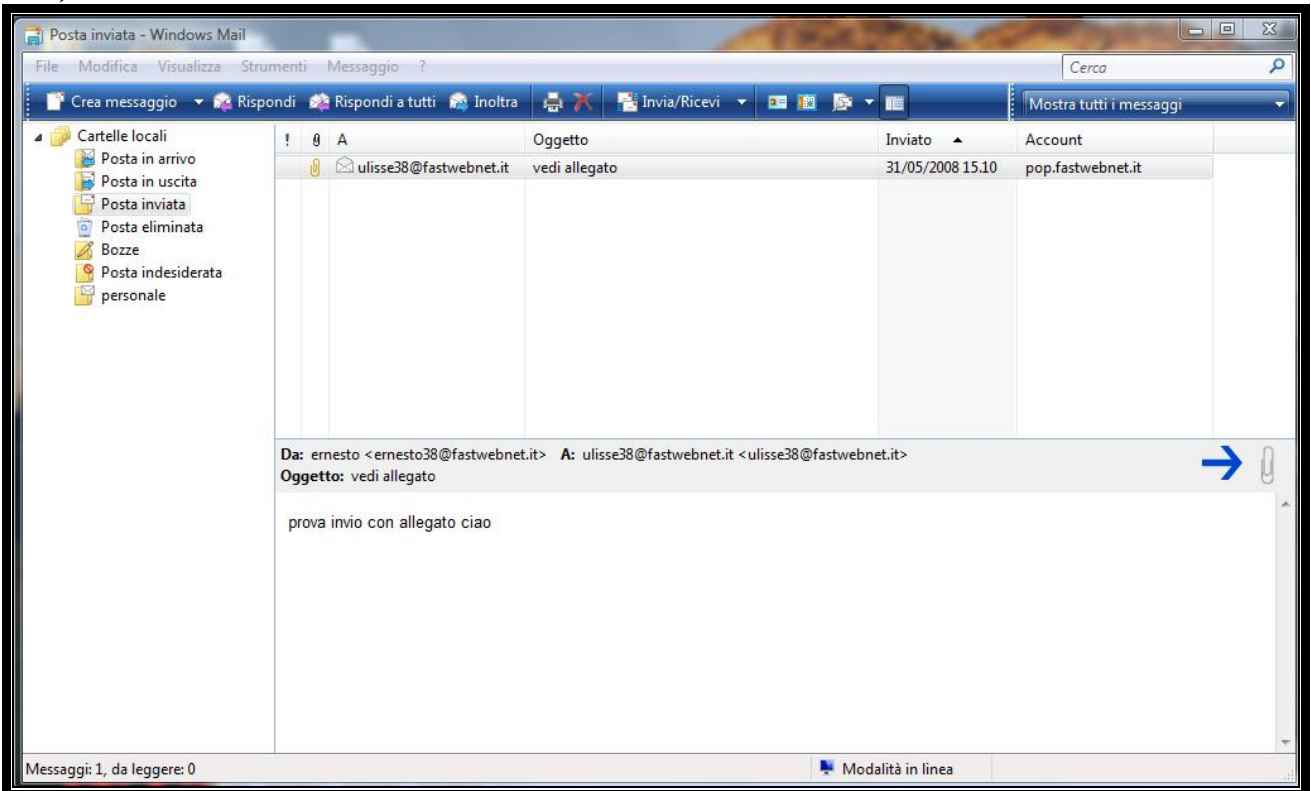 Posta inviata - Windows Mail
File Modifica Visualizza Strumenti Messaggio ? Cerca
Crea messaggio Rispondi Rispondi a tutti Inoltra Invia/Ricevi Mostra tutti i messaggi
Cartelle locali
Posta in arrivo
Posta in uscita
Posta inviata
Posta eliminata
Bozze
Posta indesiderata
personale
! A Oggetto Inviato Account
ulisse38@fastwebnet.it vedi allegato 31/05/2008 15.10 pop.fastwebnet.it
Da: ernesto <ernesto38@fastwebnet.it> A: ulisse38@fastwebnet.it <ulisse38@fastwebnet.it>
Oggetto: vedi allegato
prova invio con allegato ciao
Messaggi: 1, da leggere: 0 Modalità in linea